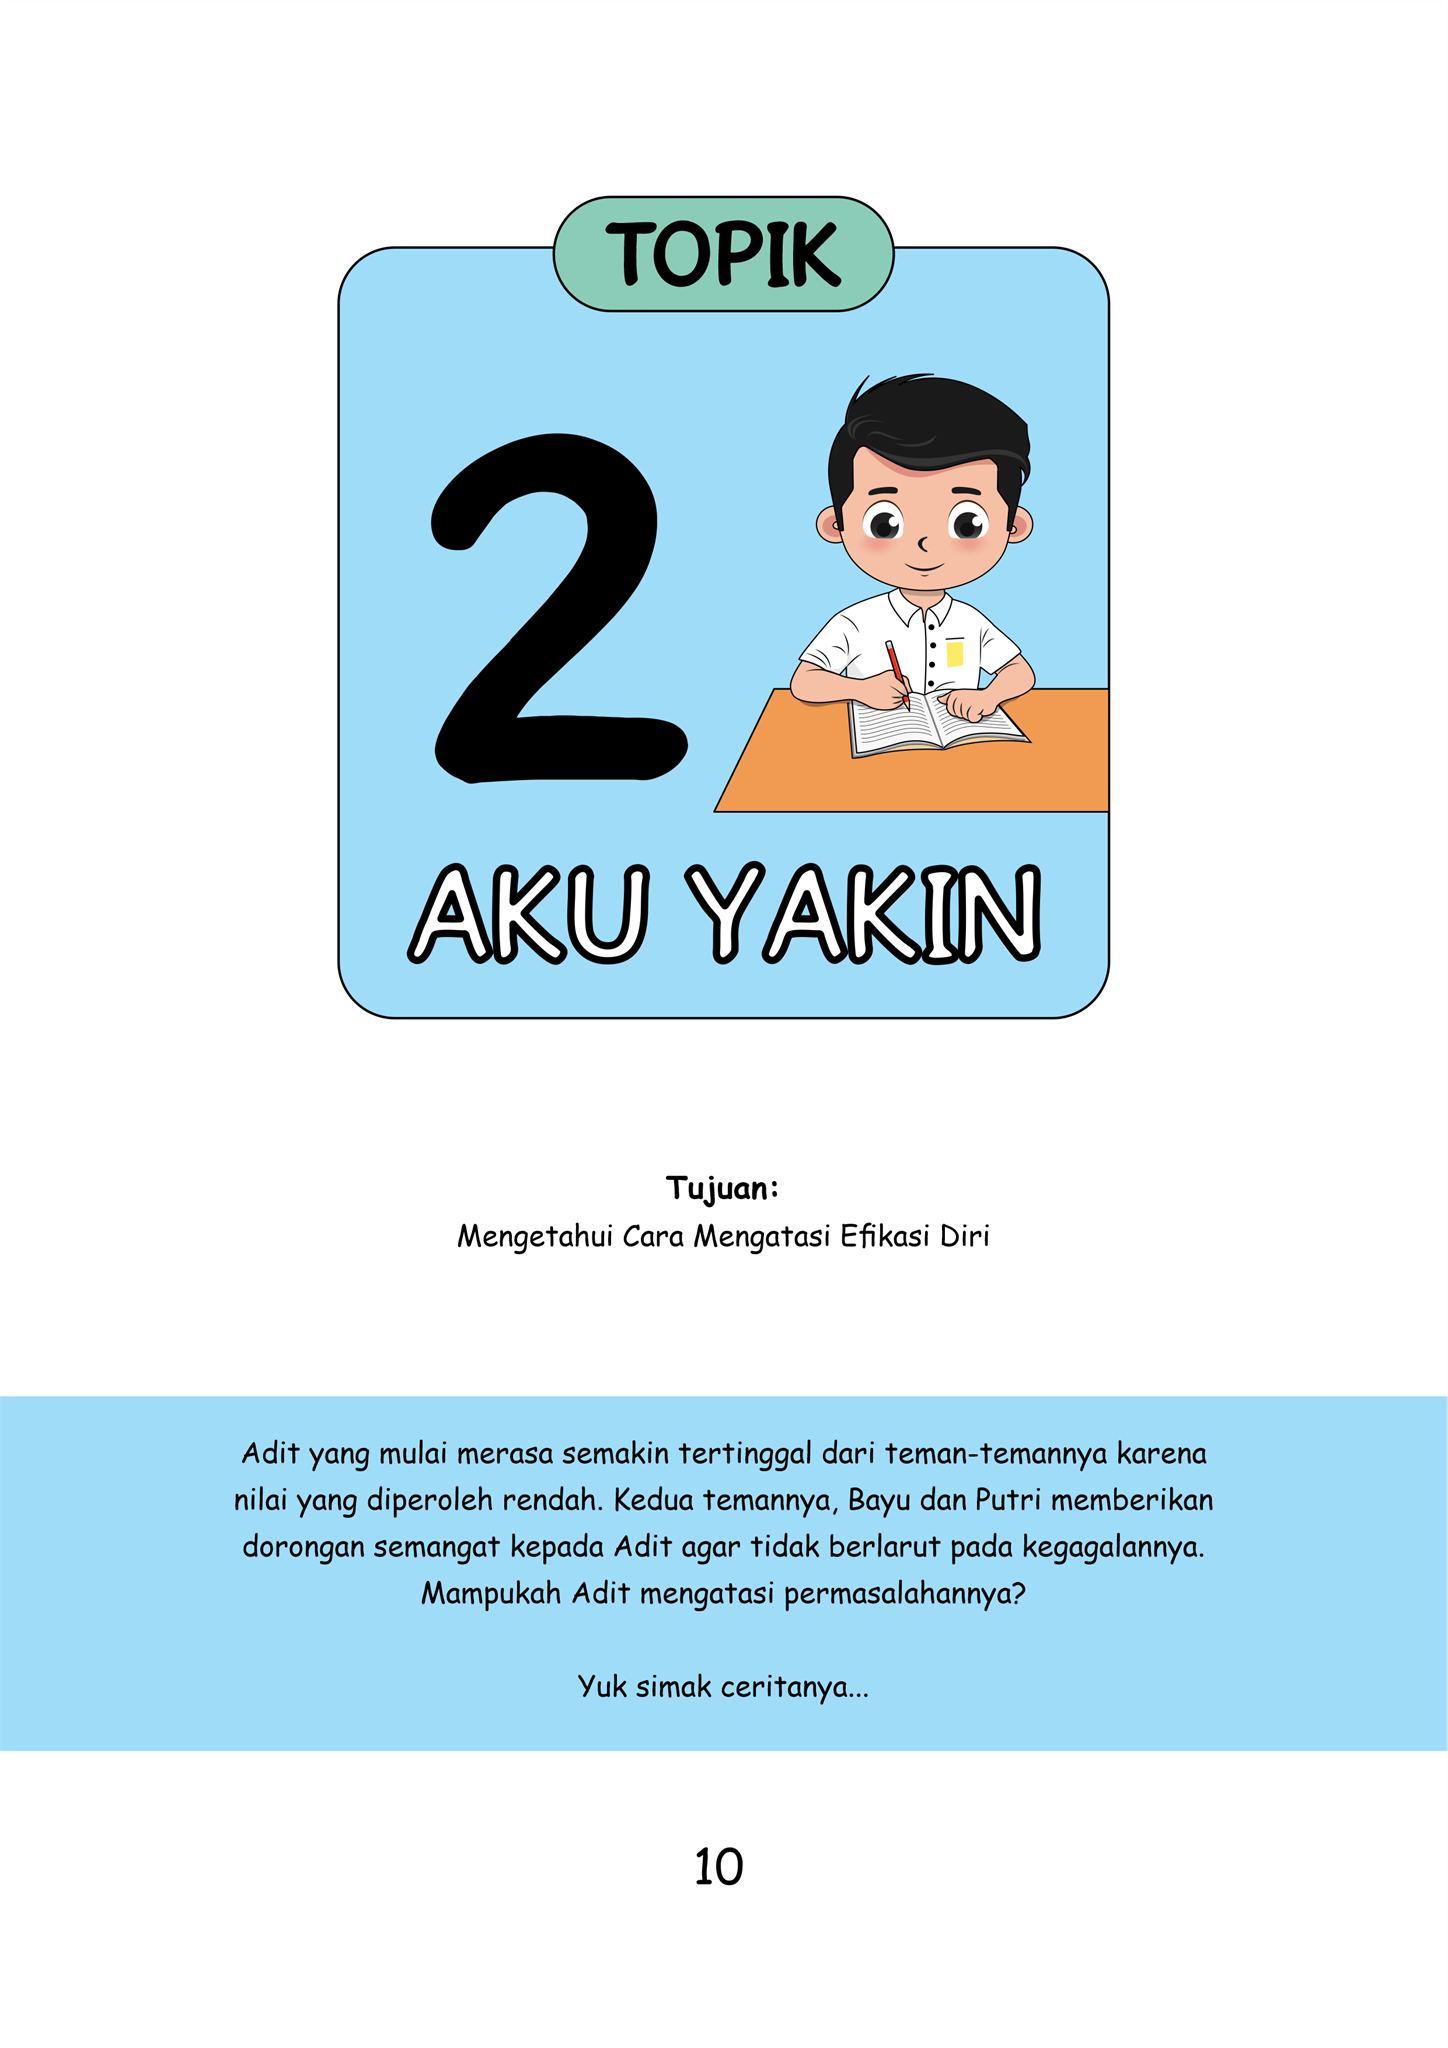 TOPIK
2
AKU YAKIN
Tujuan:
Mengetahui Cara Mengatasi Efikasi Diri
Adit yang mulai merasa semakin tertinggal dari teman-temannya karena
nilai yang diperoleh rendah. Kedua temannya, Bayu dan Putri memberikan
dorongan semangat kepada Adit agar tidak berlarut pada kegagalannya.
Mampukah Adit mengatasi permasalahannya?
Yuk simak ceritanya...
10